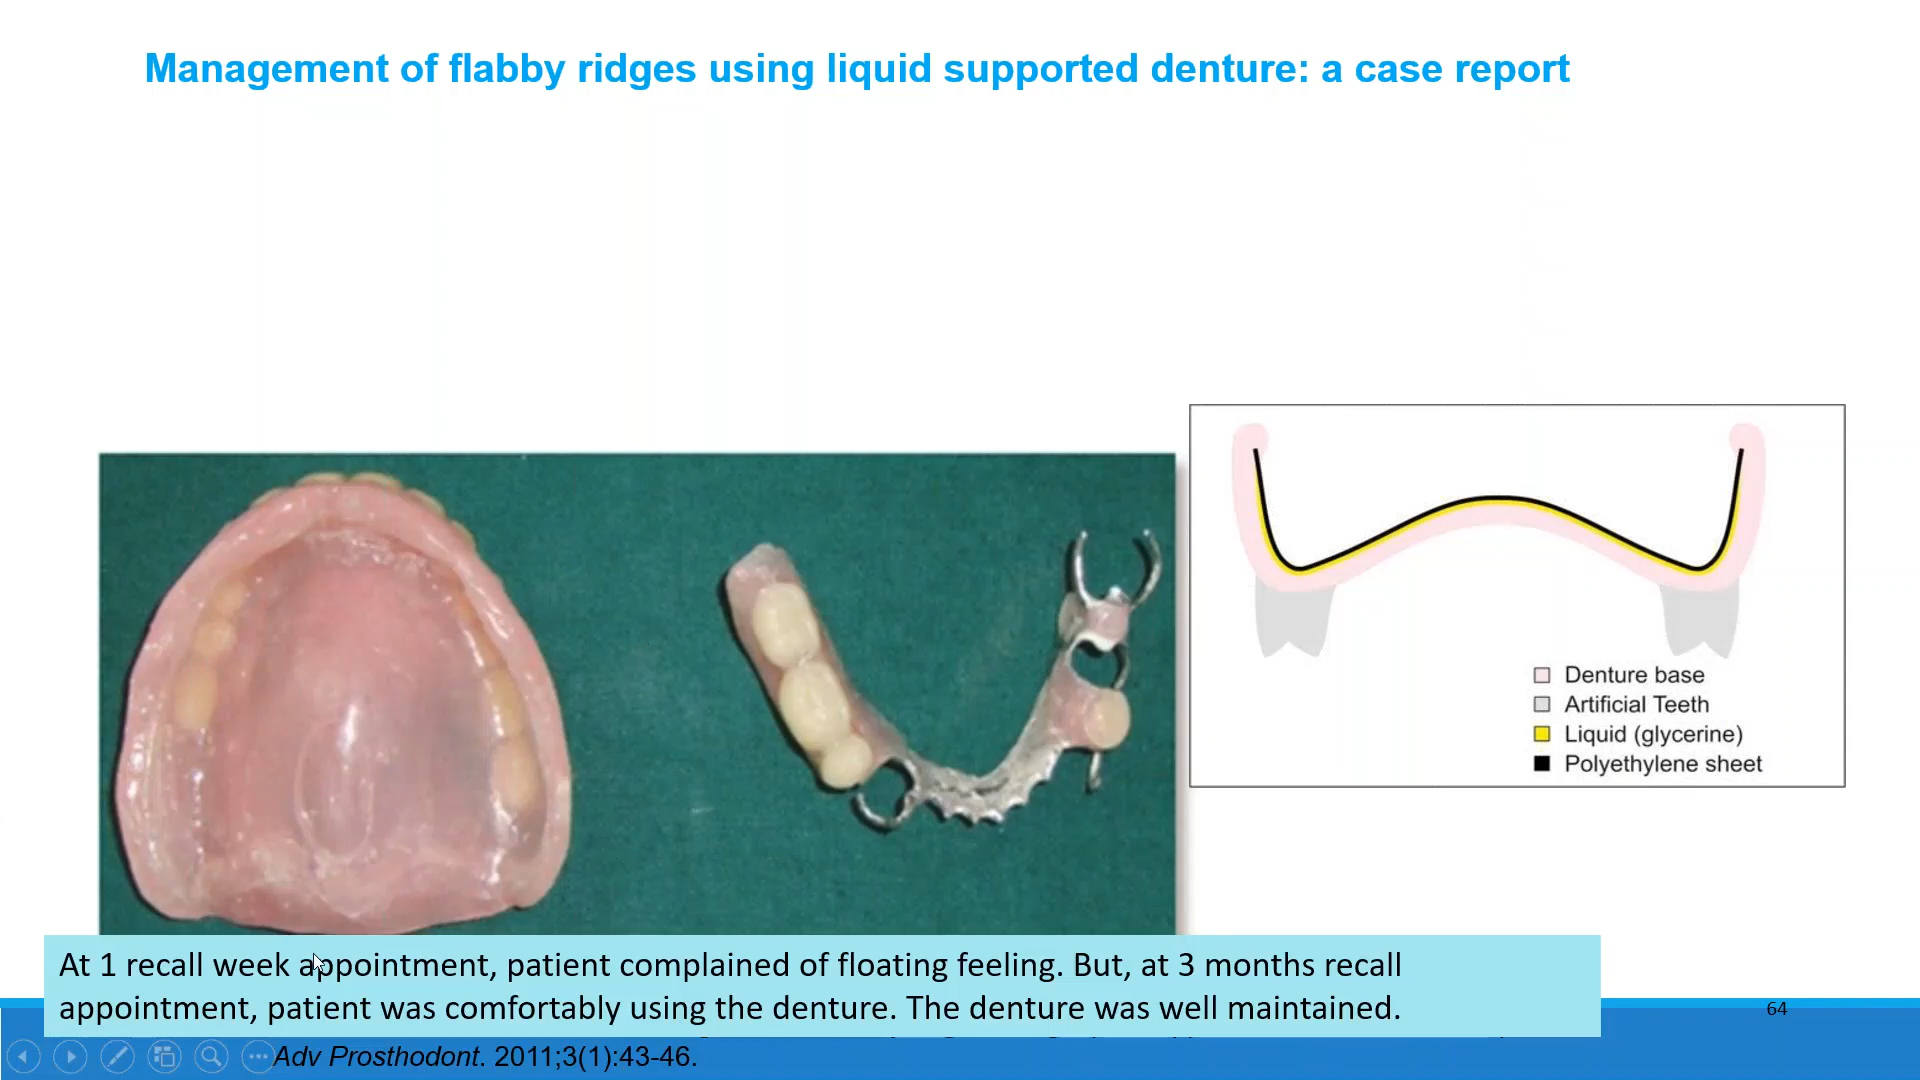 Management of flabby ridges using liquid supported denture: a case report
Denture base
Artificial Teeth
Liquid (glycerine)
Polyethylene sheet
At 1 recall week appointment, patient complained of floating feeling. But, at 3 months recall
appointment, patient was comfortably using the denture. The denture was well maintained.
64
Adv Prosthodont. 2011;3(1):43-46.